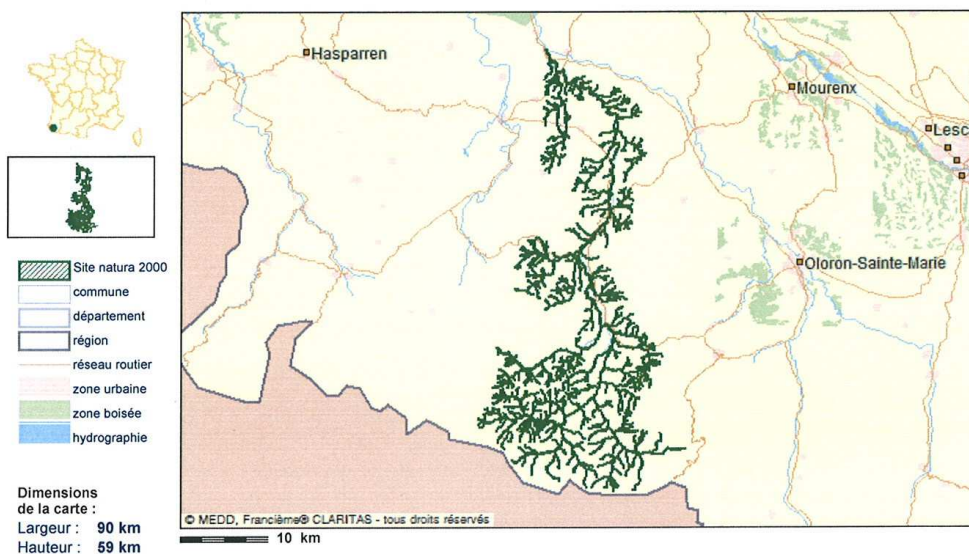 Hasparren
Mourenx
Lesc
Oloron-Sainte-Marie
Site natura 2000
commune
département
région
réseau routier
zone urbaine
zone boisée
hydrographie
Dimensions
de la carte :
Largeur : 90 km
Hauteur : 59 km
© MEDD, Francième® CLARITAS - tous droits réservés
10 km